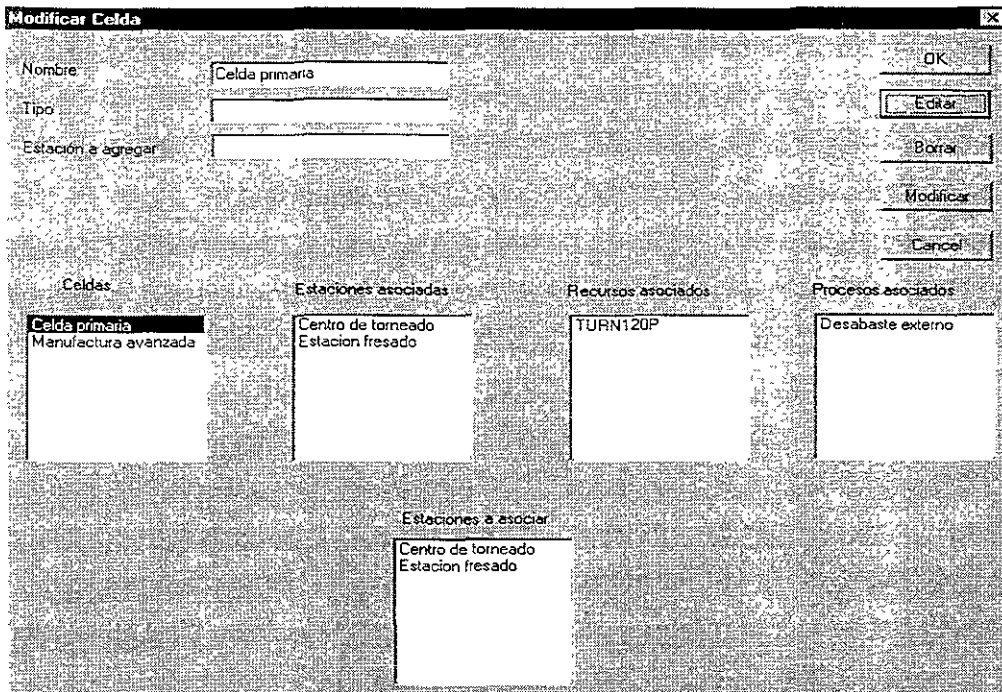 Modificar Celda
Nombre
Celda primaria
OK
Tipo
Editar
Estación a agregar
Borrar
Modificar
Cancel
Celdas
Celda primaria
Manufactura avanzada
Estaciones asociadas
Centro de torneado
Estacion fresado
Recursos asociados
TURN120P
Procesos asociados
Desabaste externo
Estaciones a asociar
Centro de torneado
Estacion fresado